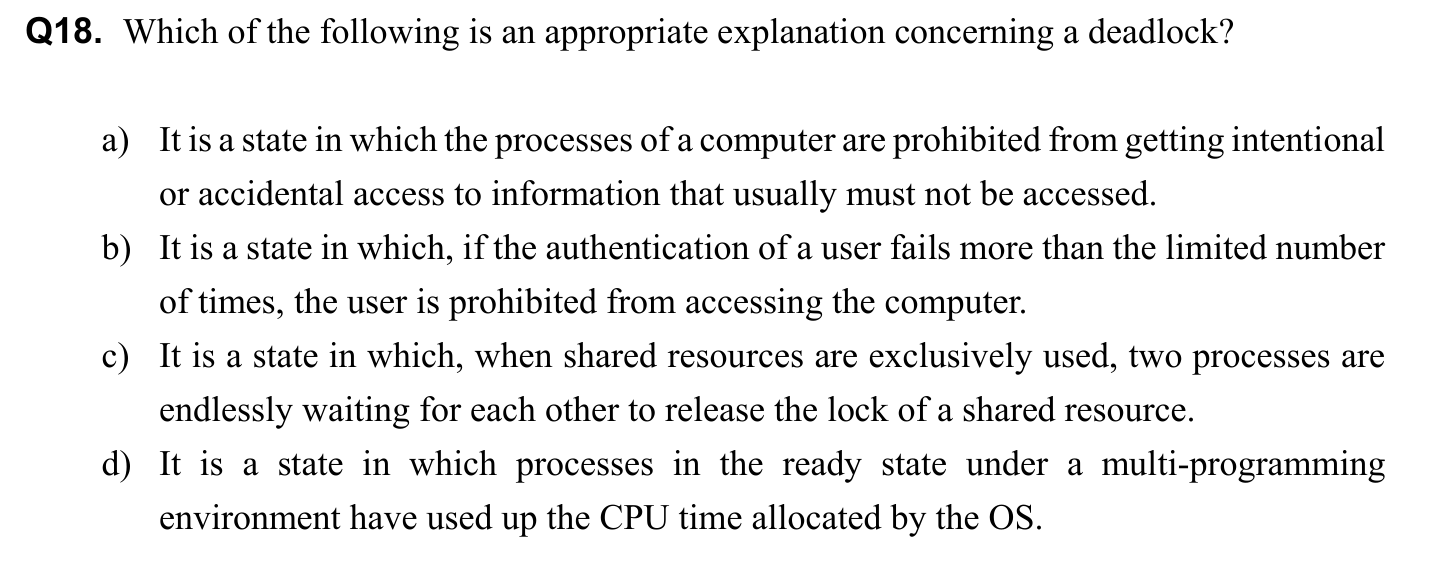 Q18. Which of the following is an appropriate explanation concerning a deadlock?
a) It is a state in which the processes of a computer are prohibited from getting intentional
or accidental access to information that usually must not be accessed.
b) It is a state in which, if the authentication of a user fails more than the limited number
of times, the user is prohibited from accessing the computer.
c) It is a state in which, when shared resources are exclusively used, two processes are
endlessly waiting for each other to release the lock of a shared resource.
d) It is a state in which processes in the ready state under a multi-programming
environment have used up the CPU time allocated by the OS.